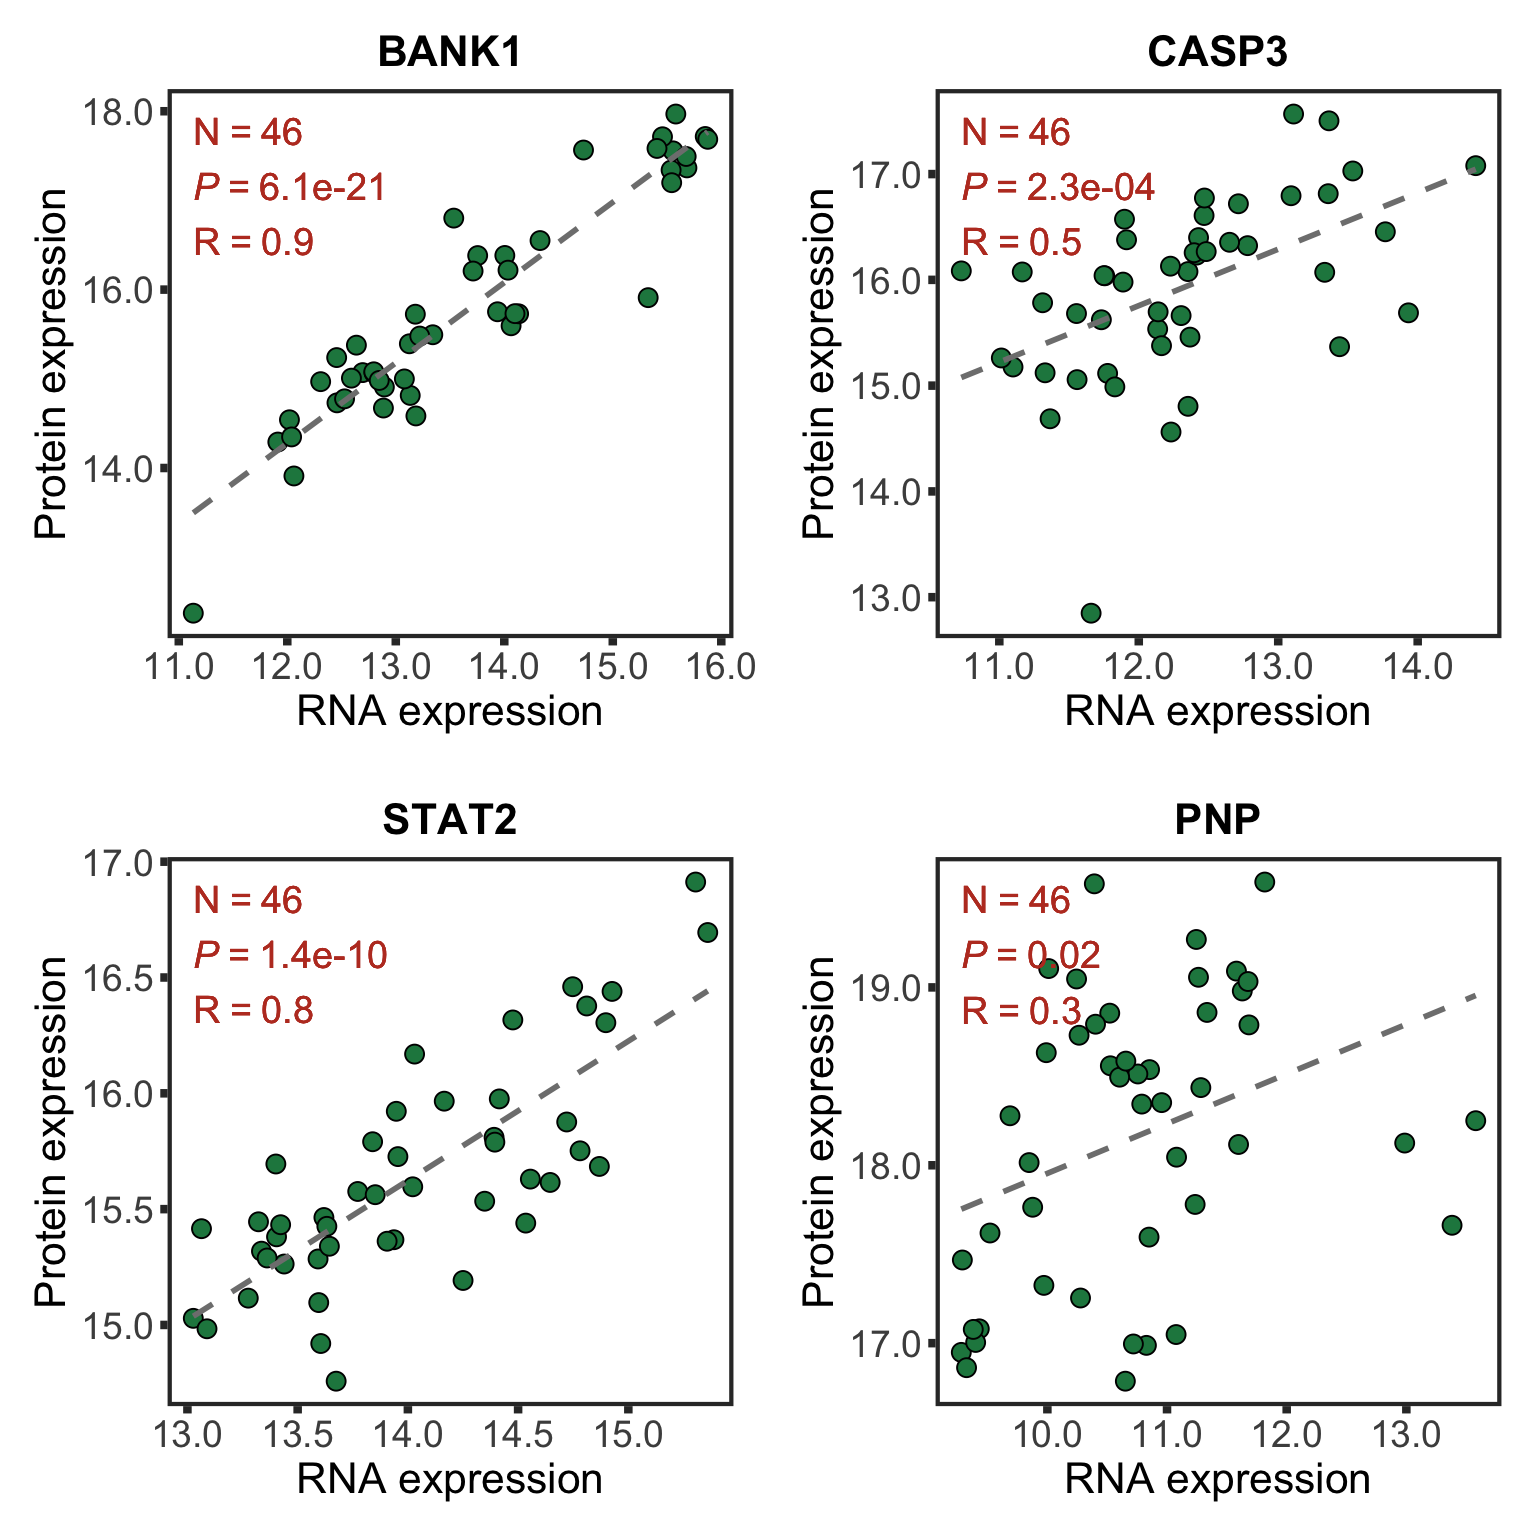 BANK1
N = 46
P = 6.1e-21
R = 0.9
18.0
16.0
14.0
11.0 12.0 13.0 14.0 15.0 16.0
RNA expression
Protein expression
CASP3
N = 46
P = 2.3e-04
R = 0.5
17.0
16.0
15.0
14.0
13.0
11.0 12.0 13.0 14.0
RNA expression
Protein expression
STAT2
N = 46
P = 1.4e-10
R = 0.8
17.0
16.5
16.0
15.5
15.0
13.0 13.5 14.0 14.5 15.0
RNA expression
Protein expression
PNP
N = 46
P = 0.02
R = 0.3
19.0
18.0
17.0
10.0 11.0 12.0 13.0
RNA expression
Protein expression